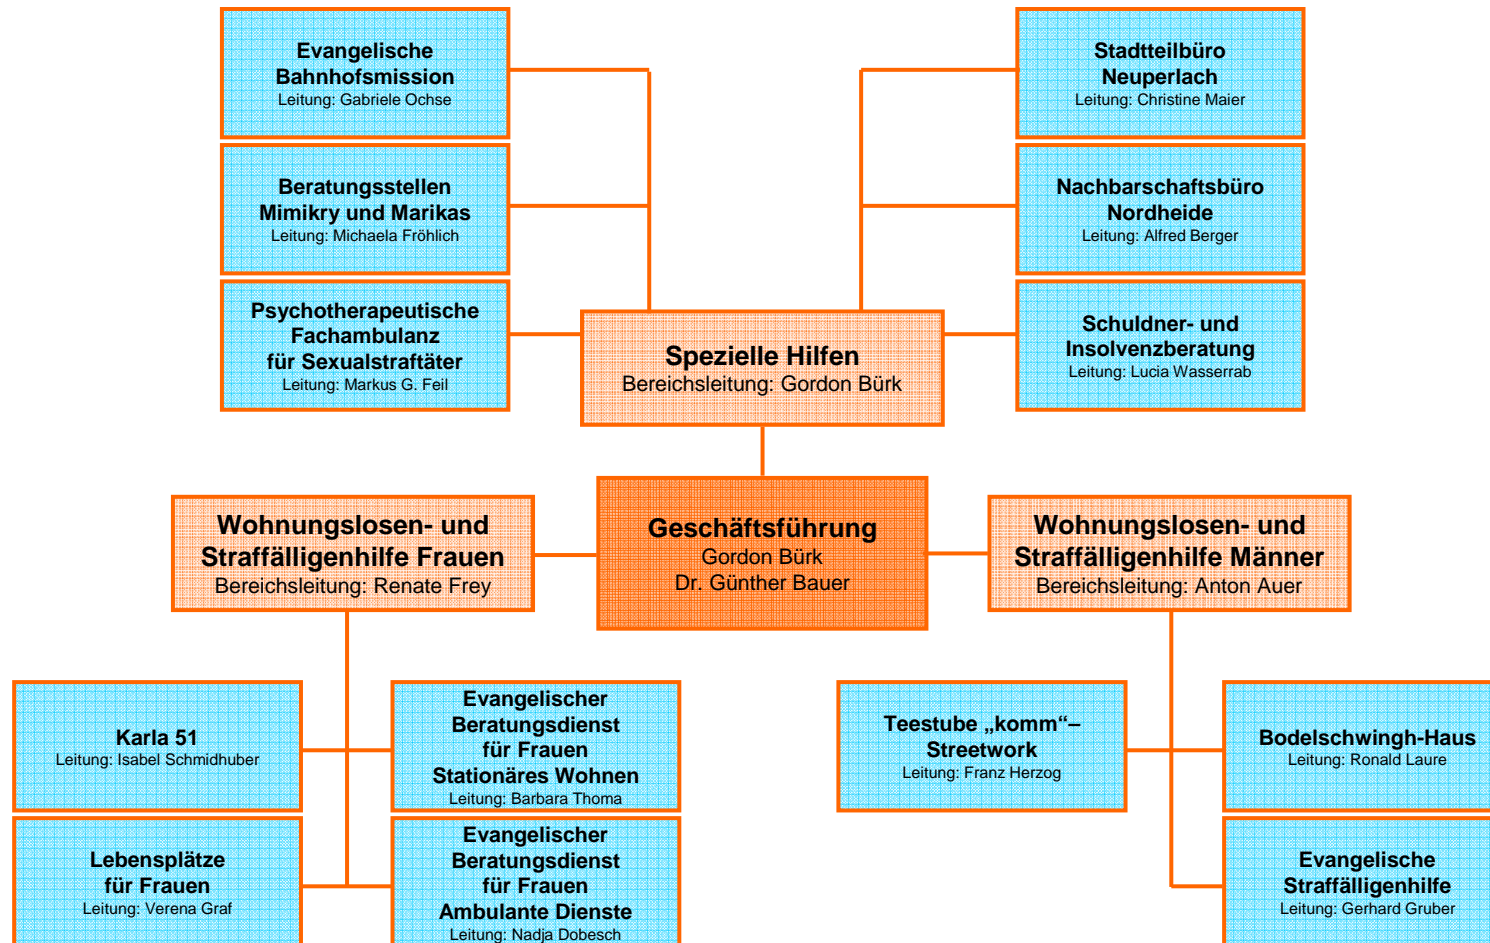 Evangelische
Bahnhofsmission
Leitung: Gabriele Ochse
Stadtteilbüro
Neuperlach
Leitung: Christine Maier
Beratungsstellen
Mimikry und Marikas
Leitung: Michaela Fröhlich
Nachbarschaftsbüro
Nordheide
Leitung: Alfred Berger
Psychotherapeutische
Fachambulanz
für Sexualstraftäter
Leitung: Markus G. Feil
Schuldner- und
Insolvenzberatung
Leitung: Lucia Wasserrab
Spezielle Hilfen
Bereichsleitung: Gordon Bürk
Wohnungslosen- und
Straffälligenhilfe Frauen
Bereichsleitung: Renate Frey
Geschäftsführung
Gordon Bürk
Dr. Günther Bauer
Wohnungslosen- und
Straffälligenhilfe Männer
Bereichsleitung: Anton Auer
Karla 51
Leitung: Isabel Schmidhuber
Evangelischer
Beratungsdienst
für Frauen
Stationäres Wohnen
Leitung: Barbara Thoma
Teestube „komm“–
Streetwork
Leitung: Franz Herzog
Bodelschwingh-Haus
Leitung: Ronald Laure
Lebensplätze
für Frauen
Leitung: Verena Graf
Evangelischer
Beratungsdienst
für Frauen
Ambulante Dienste
Leitung: Nadja Dobesch
Evangelische
Straffälligenhilfe
Leitung: Gerhard Gruber